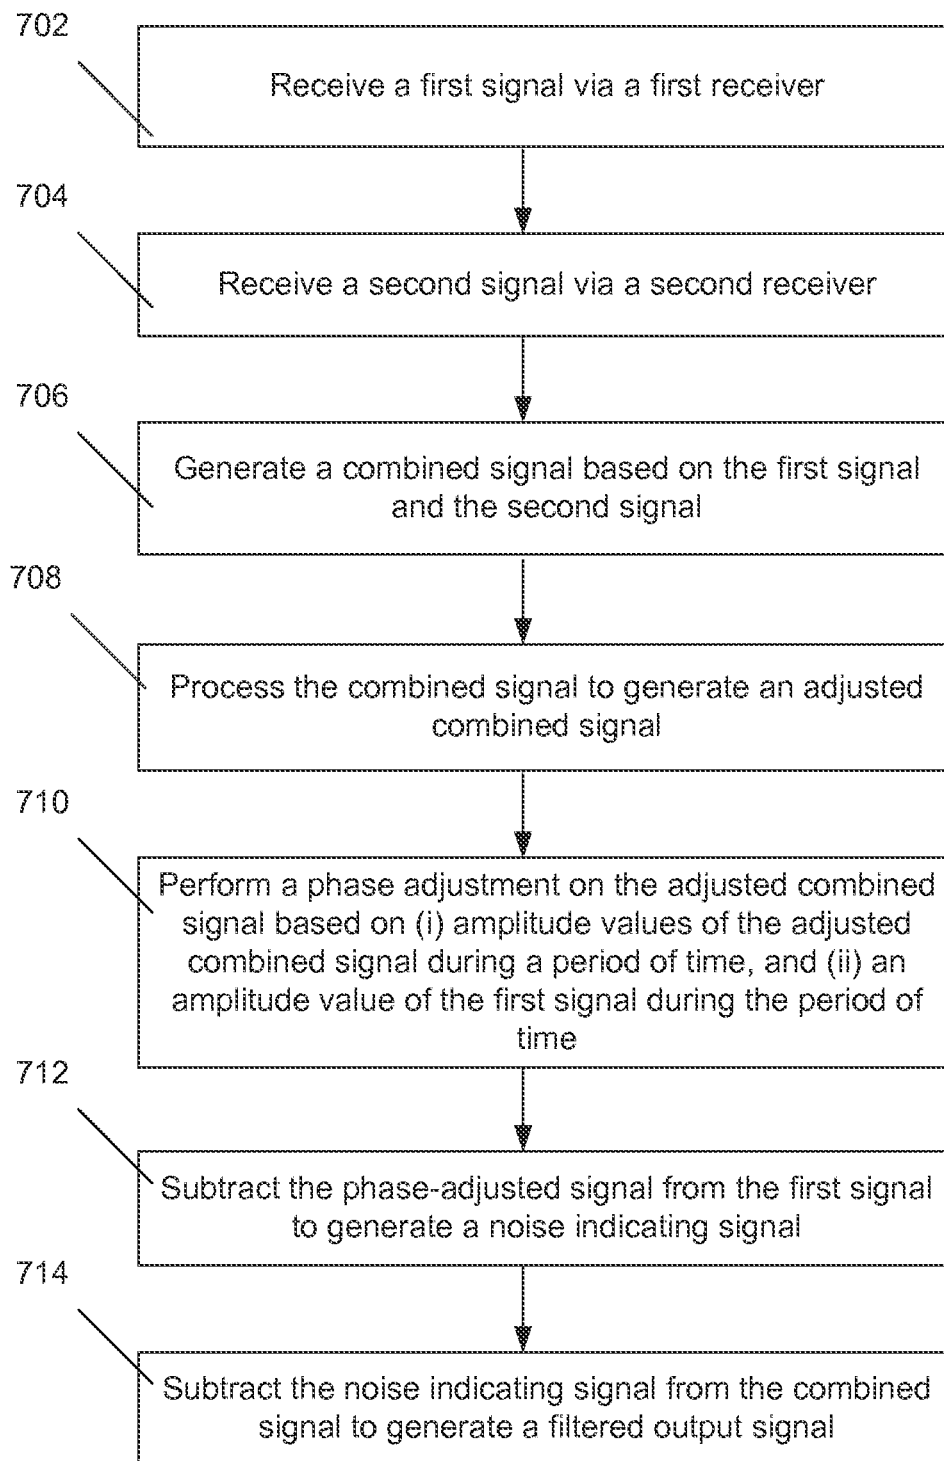 702
Receive a first signal via a first receiver
704
Receive a second signal via a second receiver
706
Generate a combined signal based on the first signal
and the second signal
708
Process the combined signal to generate an adjusted
combined signal
710
Perform a phase adjustment on the adjusted combined
signal based on (i) amplitude values of the adjusted
combined signal during a period of time, and (ii) an
amplitude value of the first signal during the period of
time
712
Subtract the phase-adjusted signal from the first signal
to generate a noise indicating signal
714
Subtract the noise indicating signal from the combined
signal to generate a filtered output signal